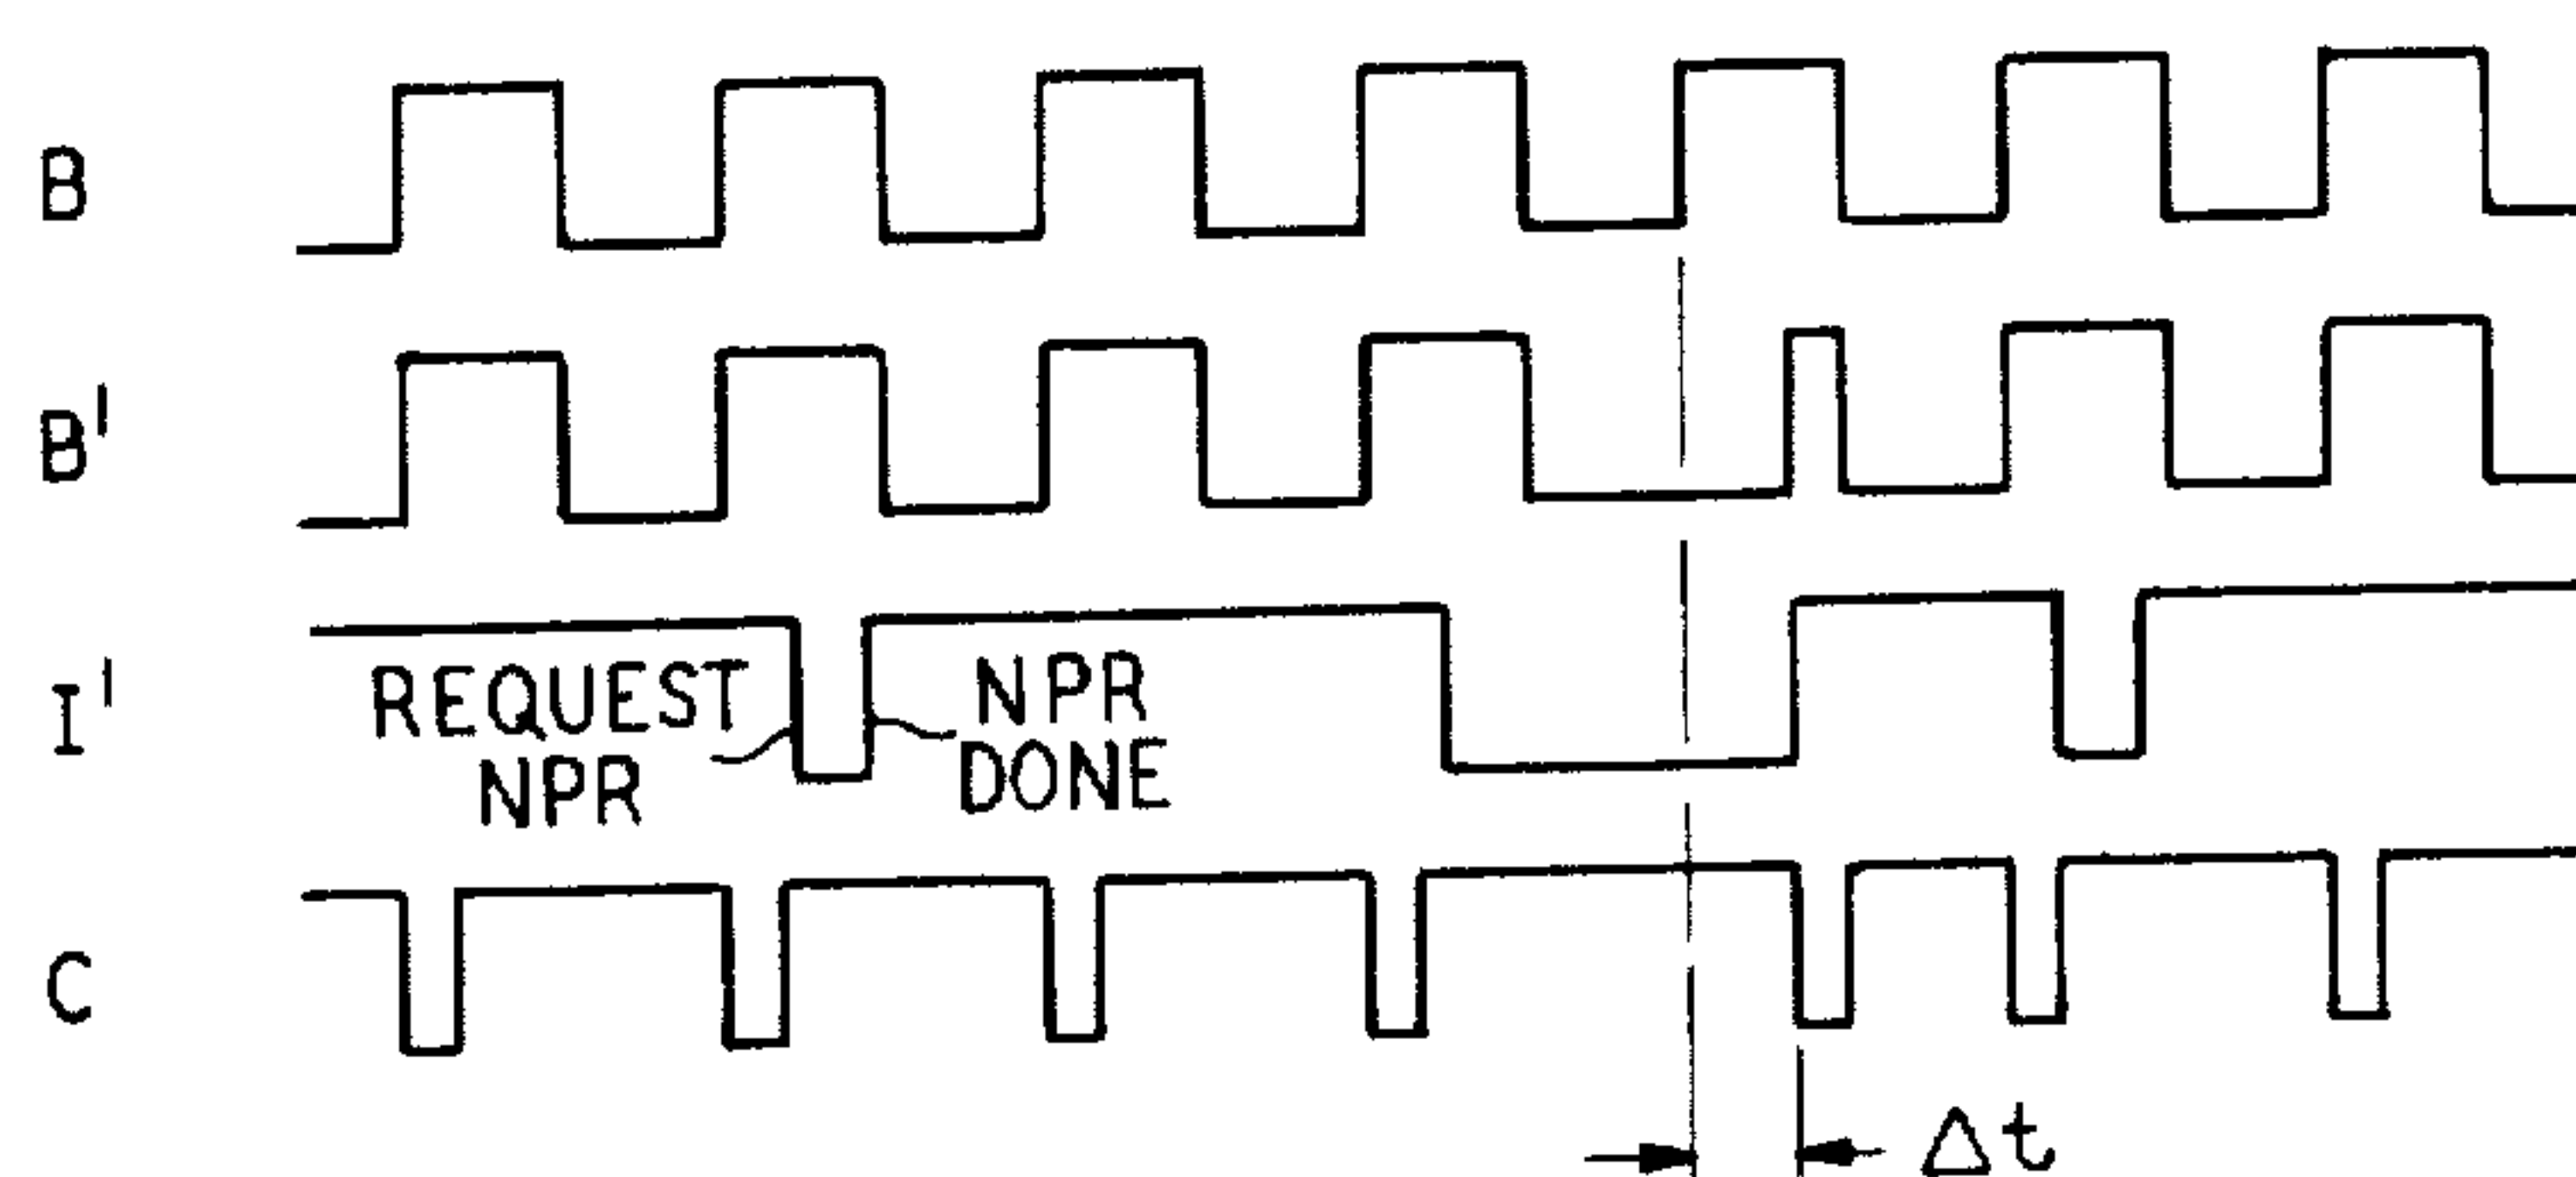 B
B'
I'
REQUEST
NPR
NPR
DONE
C
Δt